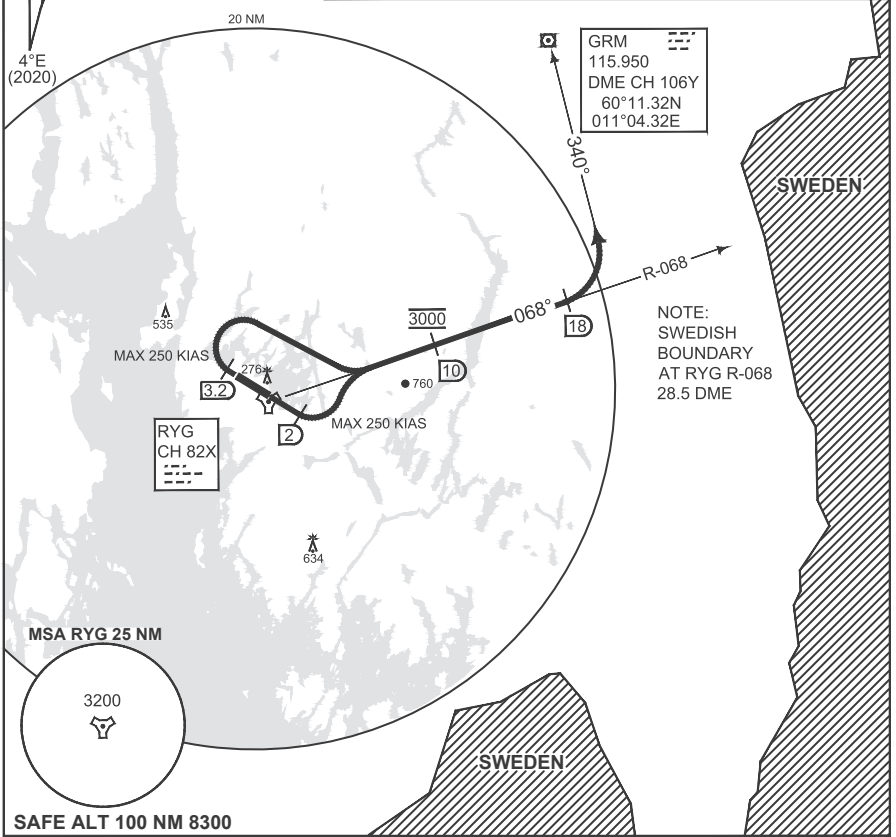 20 NM
4°E
(2020)
GRM
115.950
DME CH 106Y
60°11.32N
011°04.32E
340°
SWEDEN
R-068
068°
3000
18
10
NOTE:
SWEDISH
BOUNDARY
AT RYG R-068
28.5 DME
535
MAX 250 KIAS
276
3.2
760
2
MAX 250 KIAS
RYG
CH 82X
634
MSA RYG 25 NM
3200
SWEDEN
SAFE ALT 100 NM 8300